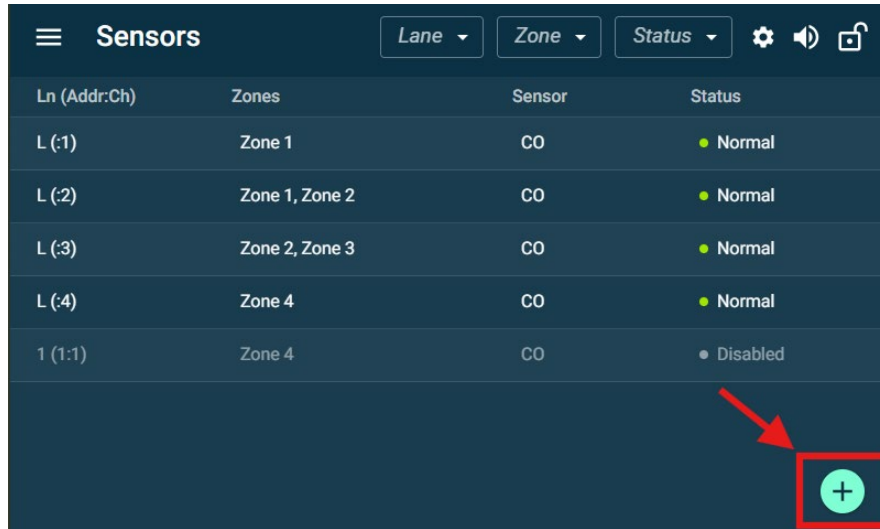 Sensors Lane Zone Status
Ln (Addr:Ch) Zones Sensor Status
L (:1) Zone 1 CO Normal
L (:2) Zone 1, Zone 2 CO Normal
L (:3) Zone 2, Zone 3 CO Normal
L (:4) Zone 4 CO Normal
1 (1:1) Zone 4 CO Disabled